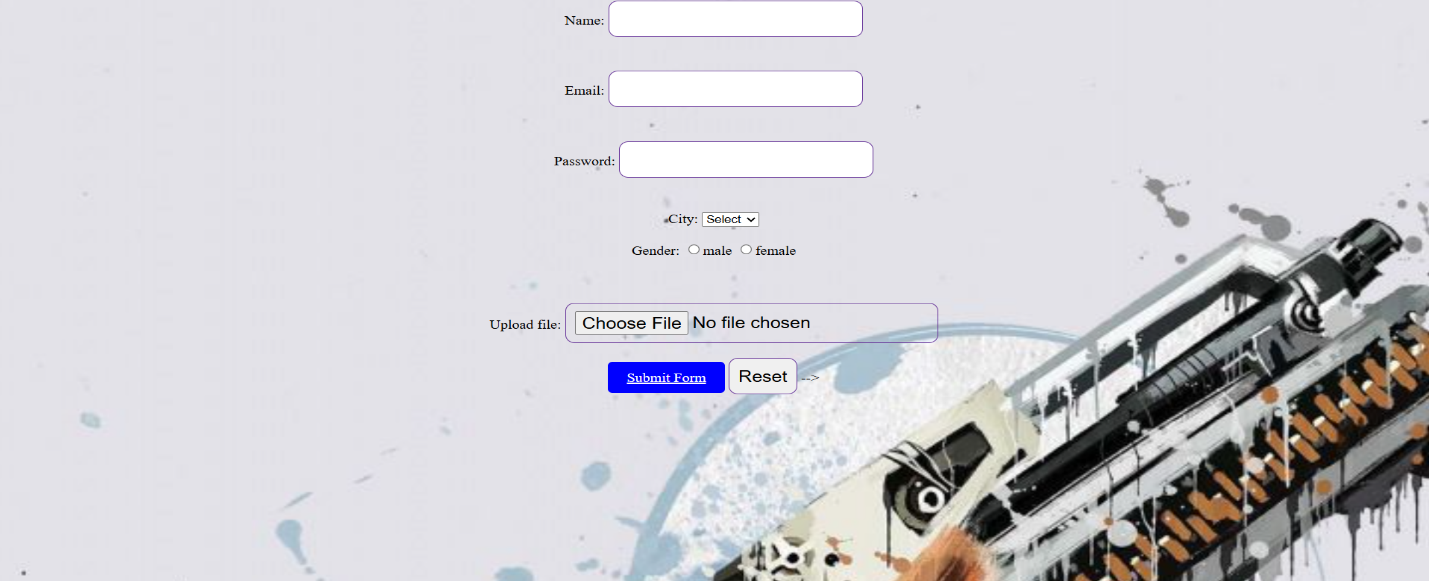 Name:
Email:
Password:
City: Select
Gender: male female
Upload file: Choose File No file chosen
Submit Form Reset -->